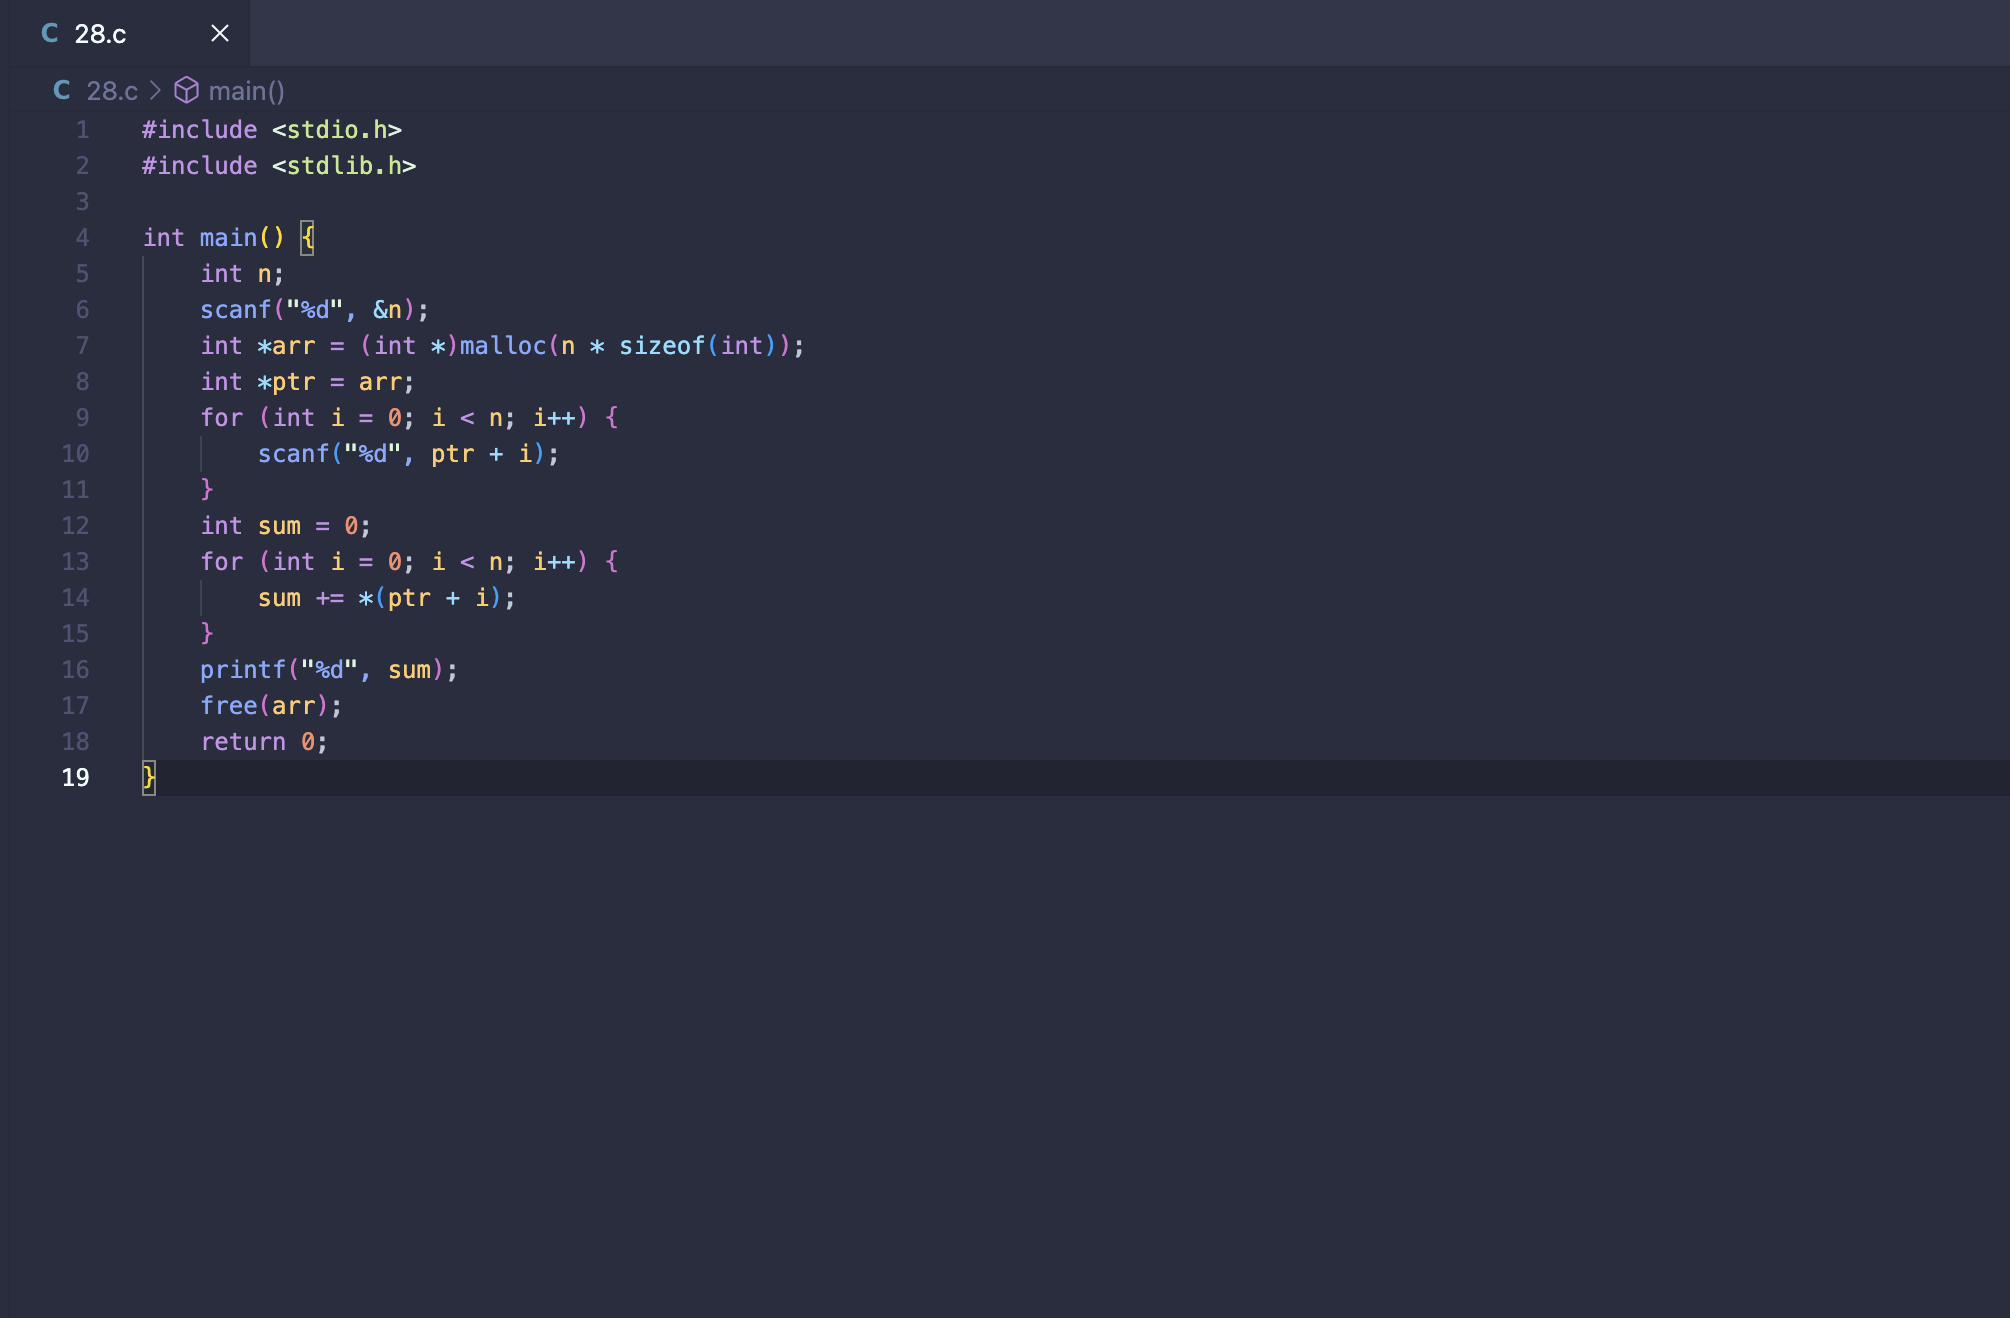 C 28.c
C 28.c > main()
1 #include <stdio.h>
2 #include <stdlib.h>
3
4 int main() {
5     int n;
6     scanf("%d", &n);
7     int *arr = (int *)malloc(n * sizeof(int));
8     int *ptr = arr;
9     for (int i = 0; i < n; i++) {
10         scanf("%d", ptr + i);
11     }
12     int sum = 0;
13     for (int i = 0; i < n; i++) {
14         sum += *(ptr + i);
15     }
16     printf("%d", sum);
17     free(arr);
18     return 0;
19 }